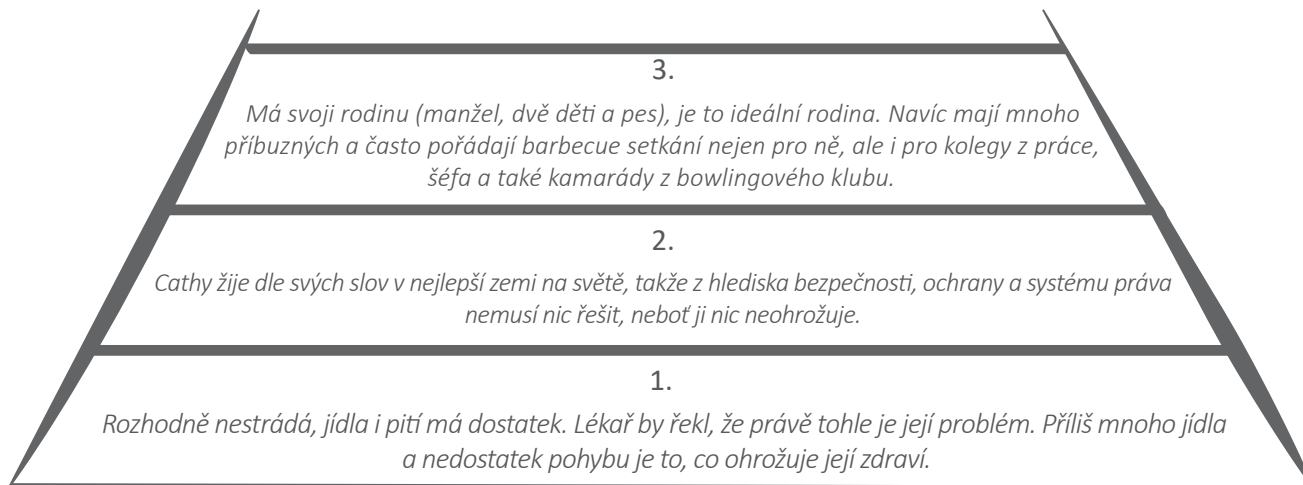 3.
Má svoji rodinu (manžel, dvě děti a pes), je to ideální rodina. Navíc mají mnoho
příbuzných a často pořádají barbecue setkání nejen pro ně, ale i pro kolegy z práce,
šéfa a také kamarády z bowlingového klubu.
2.
Cathy žije dle svých slov v nejlepší zemi na světě, takže z hlediska bezpečnosti, ochrany a systému práva
nemusí nic řešit, neboť ji nic neohrožuje.
1.
Rozhodně nestrádá, jídla i pití má dostatek. Lékař by řekl, že právě tohle je její problém. Příliš mnoho jídla
a nedostatek pohybu je to, co ohrožuje její zdraví.